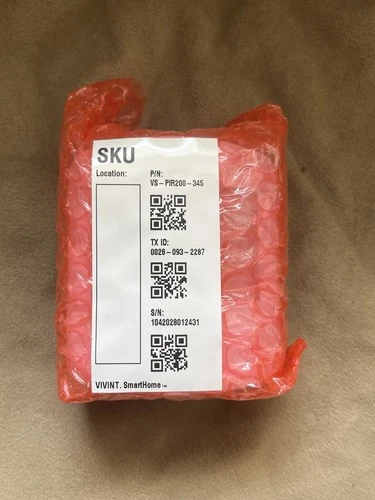 SKU
Location:
P/N:
VS-PIR200-345
TX ID:
0026-093-2287
S/N:
1042028012431
VIVINT. SmartHome™